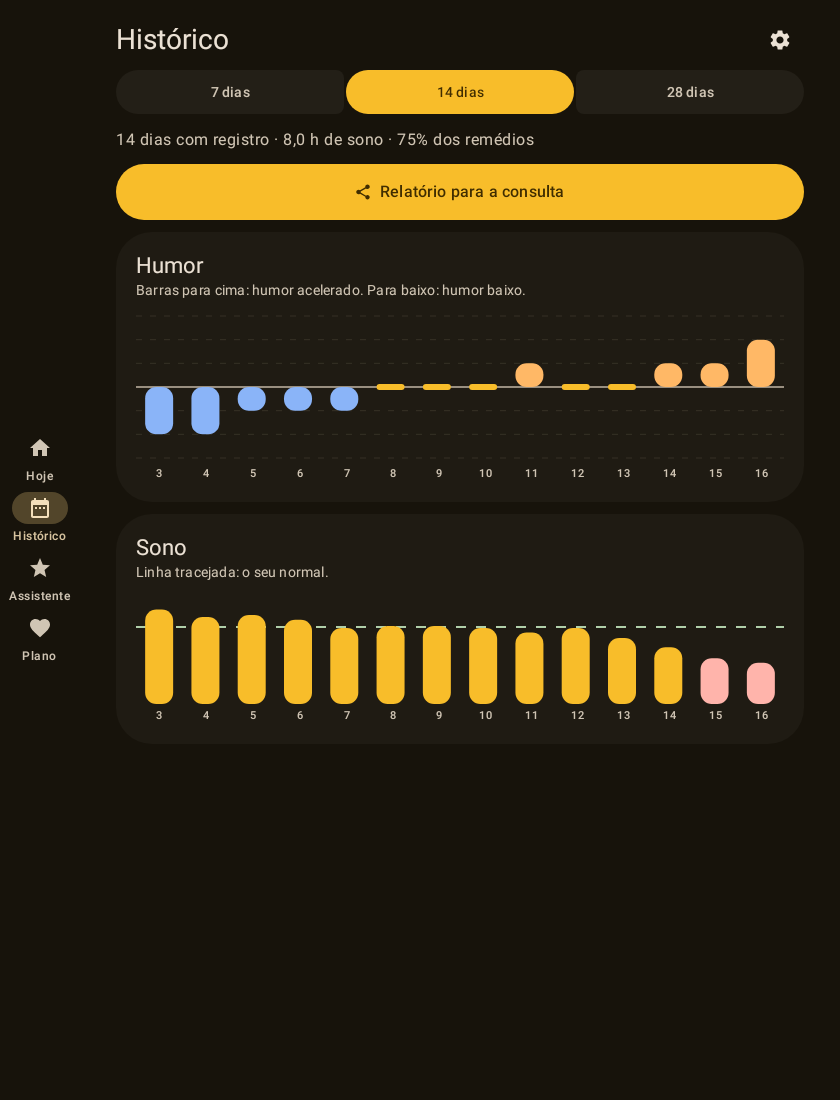 Histórico
7 dias
14 dias
28 dias
14 dias com registro · 8,0 h de sono · 75% dos remédios
Relatório para a consulta
Humor
Barras para cima: humor acelerado. Para baixo: humor baixo.
3 4 5 6 7 8 9 10 11 12 13 14 15 16
Hoje
Histórico
Assistente
Plano
Sono
Linha tracejada: o seu normal.
3 4 5 6 7 8 9 10 11 12 13 14 15 16